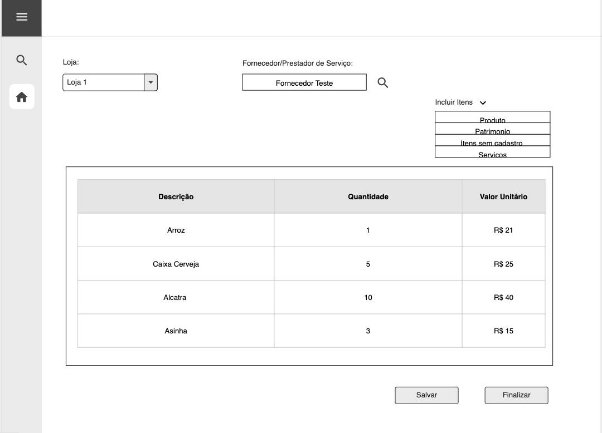 Loja:
Fornecedor/Prestador de Serviço:
Loja 1
Fornecedor Teste
Incluir Itens
Produto
Patrimonio
Itens sem cadastro
Serviços
Descrição Quantidade Valor Unitário
Arroz 1 R$ 21
Caixa Cerveja 5 R$ 25
Alcatra 10 R$ 40
Asinha 3 R$ 15
Salvar Finalizar